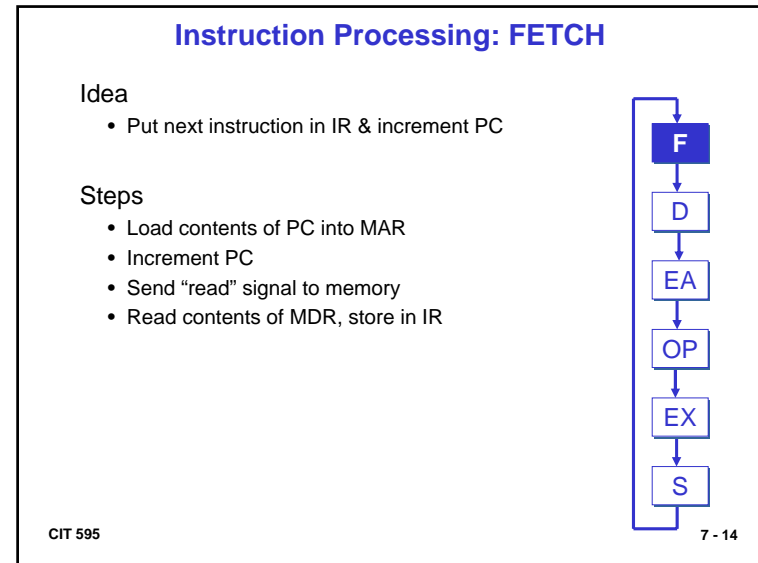 Instruction Processing: FETCH
Idea
• Put next instruction in IR & increment PC
Steps
• Load contents of PC into MAR
• Increment PC
• Send “read” signal to memory
• Read contents of MDR, store in IR
F
D
EA
OP
EX
S
CIT 595
7 - 14